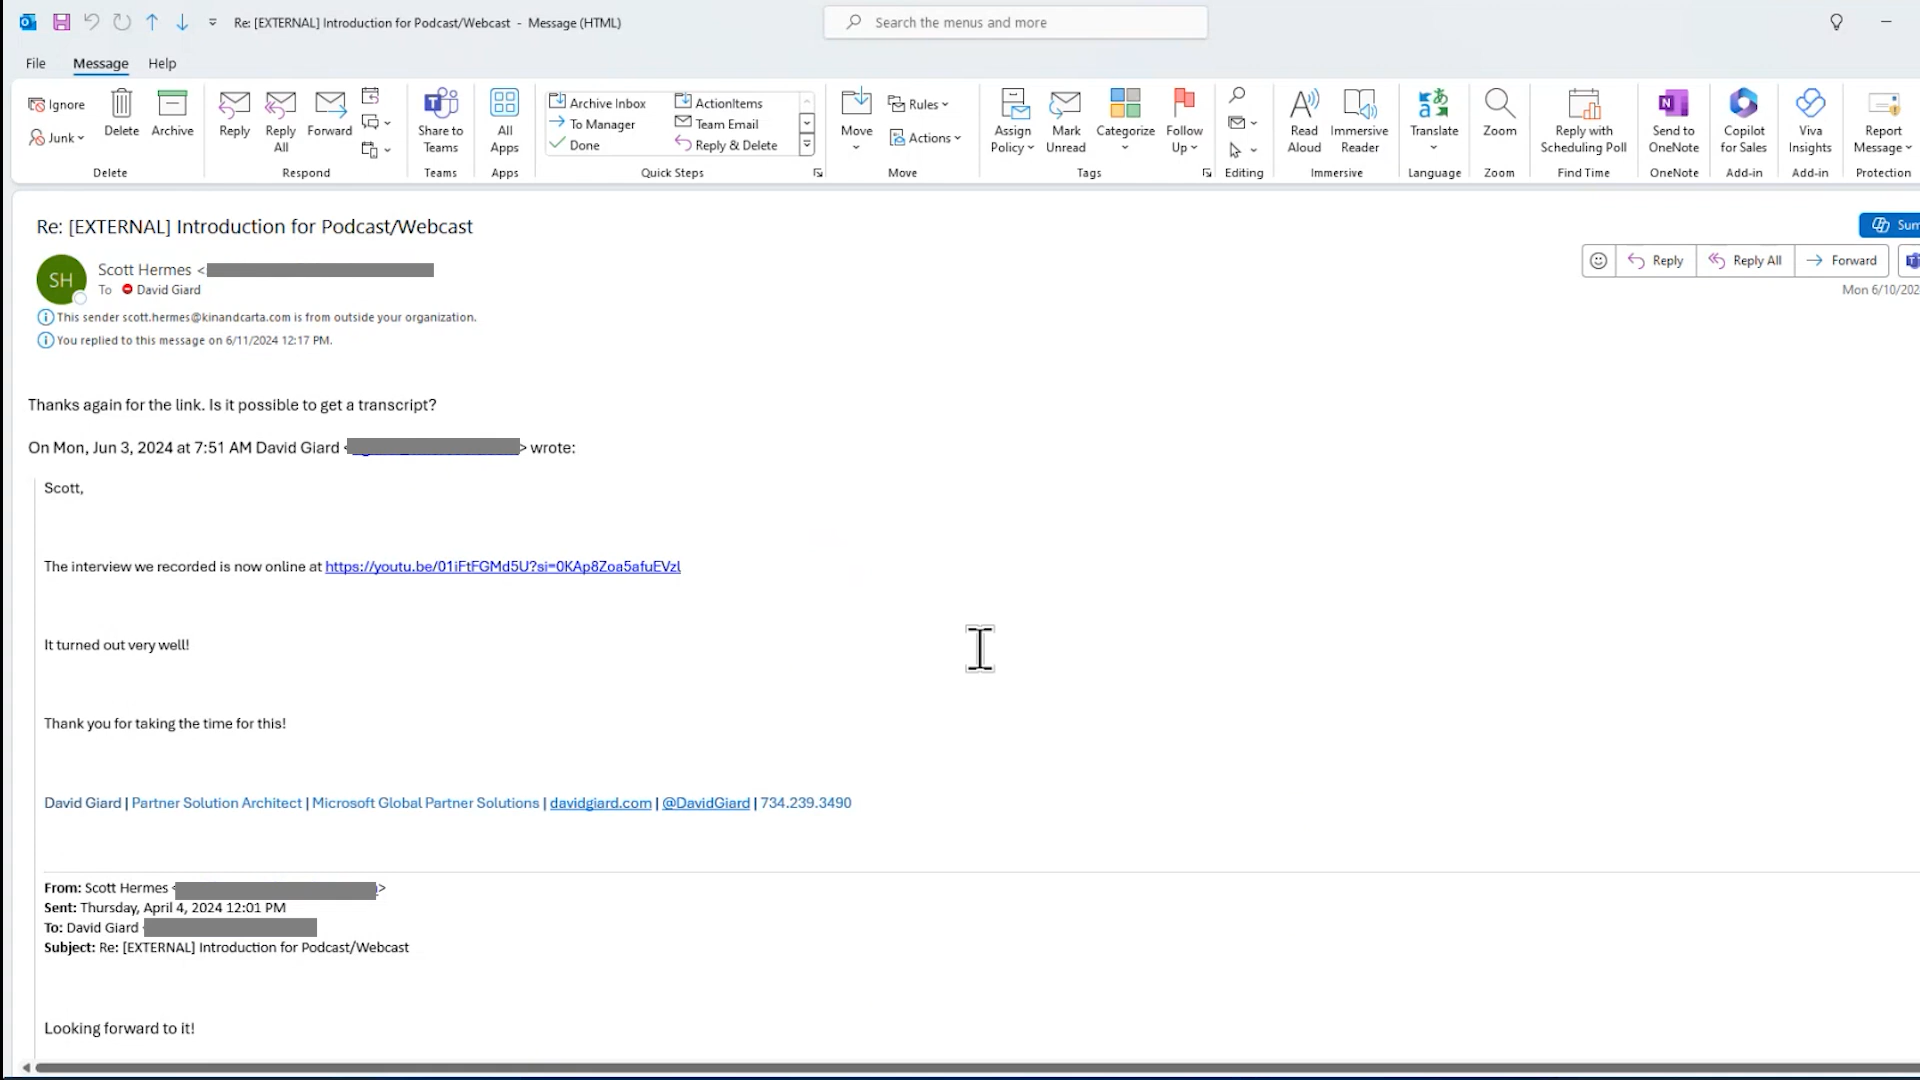 Re: [EXTERNAL] Introduction for Podcast/Webcast - Message (HTML)
Search the menus and more
File Message Help
Ignore
Junk
Delete
Archive
Delete
Reply
Reply All
Forward
Respond
Share to Teams
Teams
All Apps
Apps
Archive Inbox
To Manager
Done
ActionItems
Team Email
Reply & Delete
Quick Steps
Move
Rules
Actions
Move
Assign Policy
Mark Unread
Categorize
Follow Up
Tags
Editing
Read Aloud
Immersive Reader
Immersive
Translate
Language
Zoom
Zoom
Reply with Scheduling Poll
Find Time
Send to OneNote
OneNote
Copilot for Sales
Add-in
Viva Insights
Add-in
Report Message
Protection
Re: [EXTERNAL] Introduction for Podcast/Webcast
Sum
SH
Scott Hermes <
To David Giard
Reply
Reply All
Forward
Mon 6/10/202
This sender scott.hermes@kinandcarta.com is from outside your organization.
You replied to this message on 6/11/2024 12:17 PM.
Thanks again for the link. Is it possible to get a transcript?
On Mon, Jun 3, 2024 at 7:51 AM David Giard < > wrote:
Scott,
The interview we recorded is now online at https://youtu.be/01iFtFGMd5U?si=0KAp8Zoa5afuEVzl
It turned out very well!
Thank you for taking the time for this!
David Giard | Partner Solution Architect | Microsoft Global Partner Solutions | davidgiard.com | @DavidGiard | 734.239.3490
From: Scott Hermes < >
Sent: Thursday, April 4, 2024 12:01 PM
To: David Giard
Subject: Re: [EXTERNAL] Introduction for Podcast/Webcast
Looking forward to it!